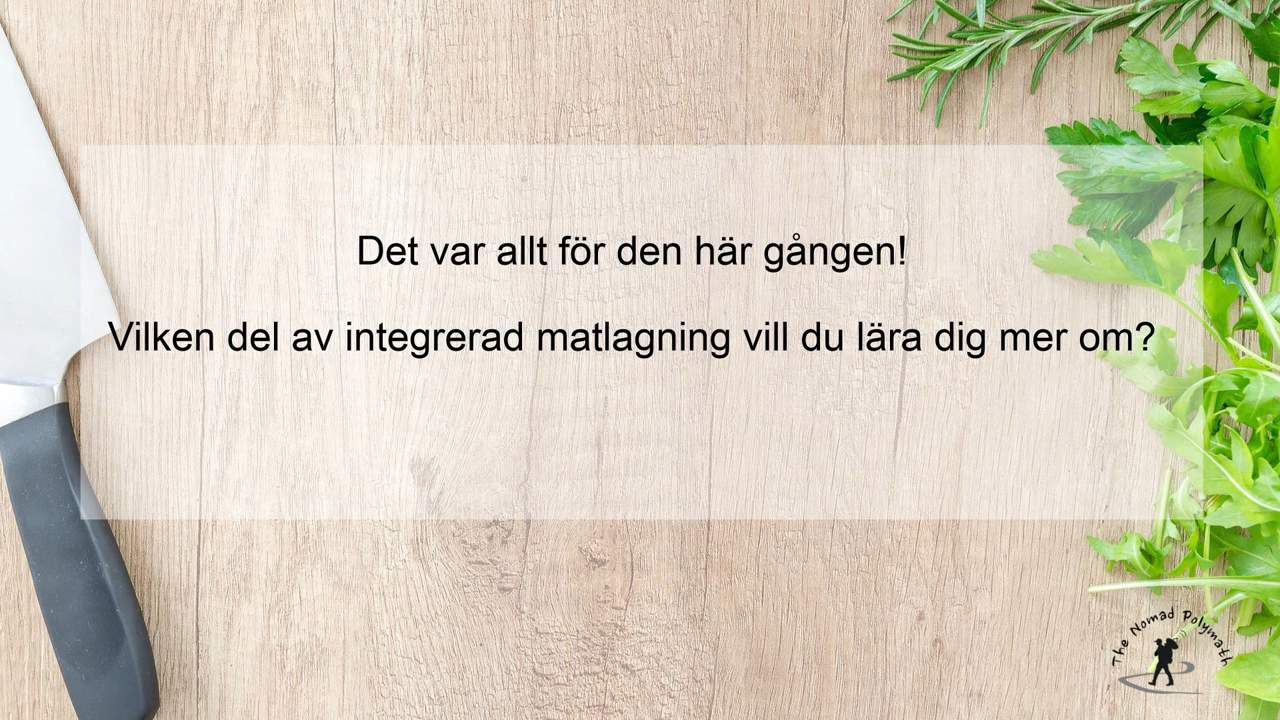 Det var allt för den här gången!
Vilken del av integrerad matlagning vill du lära dig mer om?
The Nomad Polymath